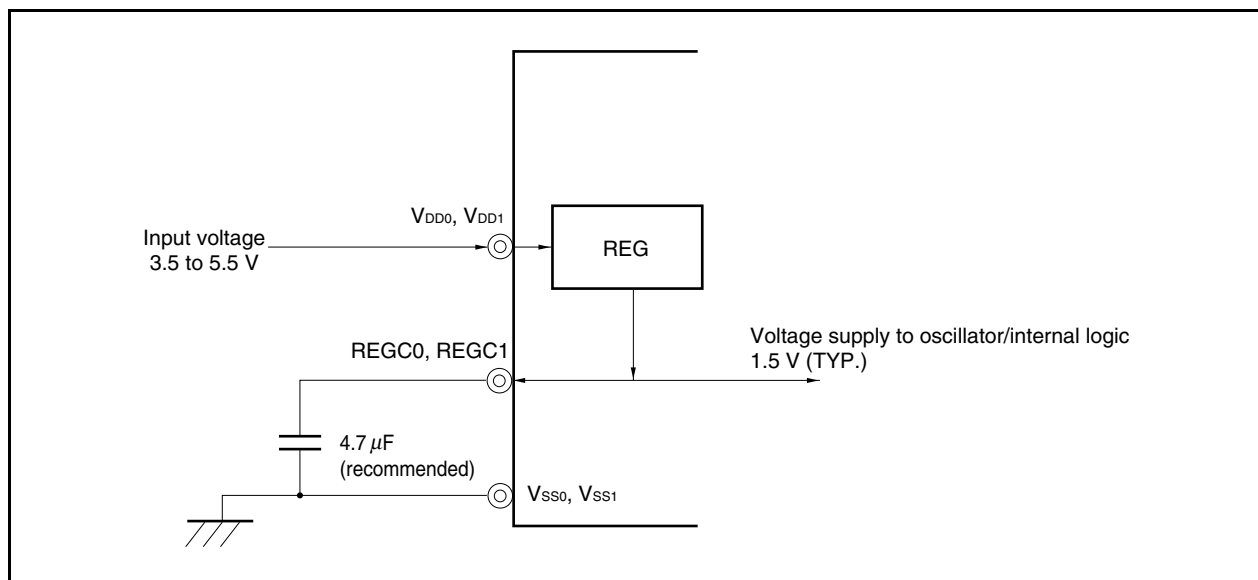 VDD0, VDD1
Input voltage
3.5 to 5.5 V
REG
REGC0, REGC1
Voltage supply to oscillator/internal logic
1.5 V (TYP.)
4.7 μF
(recommended)
VSS0, VSS1